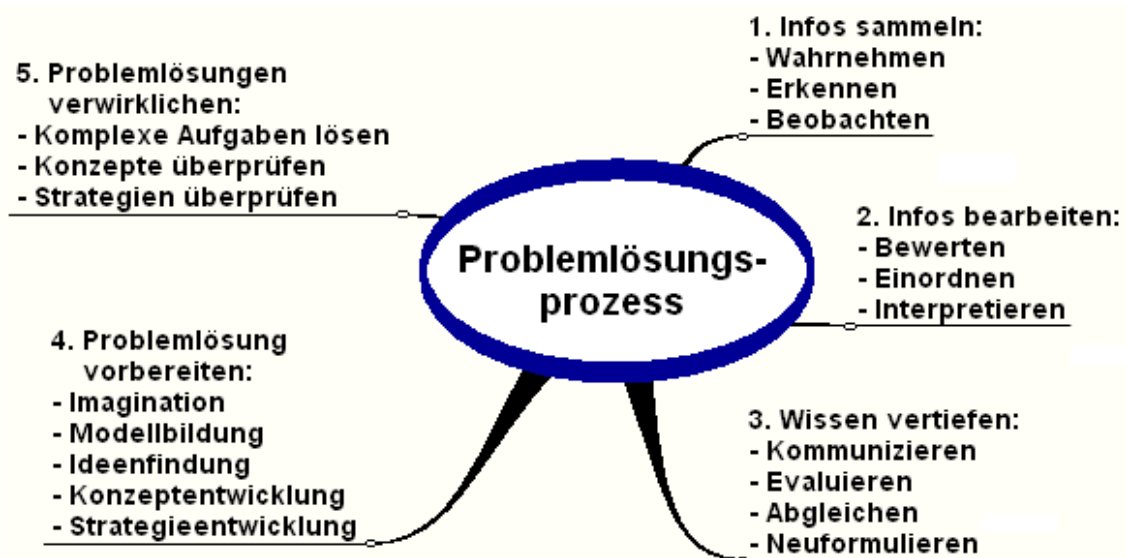 Problemlösungs-
prozess
1. Infos sammeln:
- Wahrnehmen
- Erkennen
- Beobachten
2. Infos bearbeiten:
- Bewerten
- Einordnen
- Interpretieren
3. Wissen vertiefen:
- Kommunizieren
- Evaluieren
- Abgleichen
- Neuformulieren
4. Problemlösung
vorbereiten:
- Imagination
- Modellbildung
- Ideenfindung
- Konzeptentwicklung
- Strategieentwicklung
5. Problemlösungen
verwirklichen:
- Komplexe Aufgaben lösen
- Konzepte überprüfen
- Strategien überprüfen